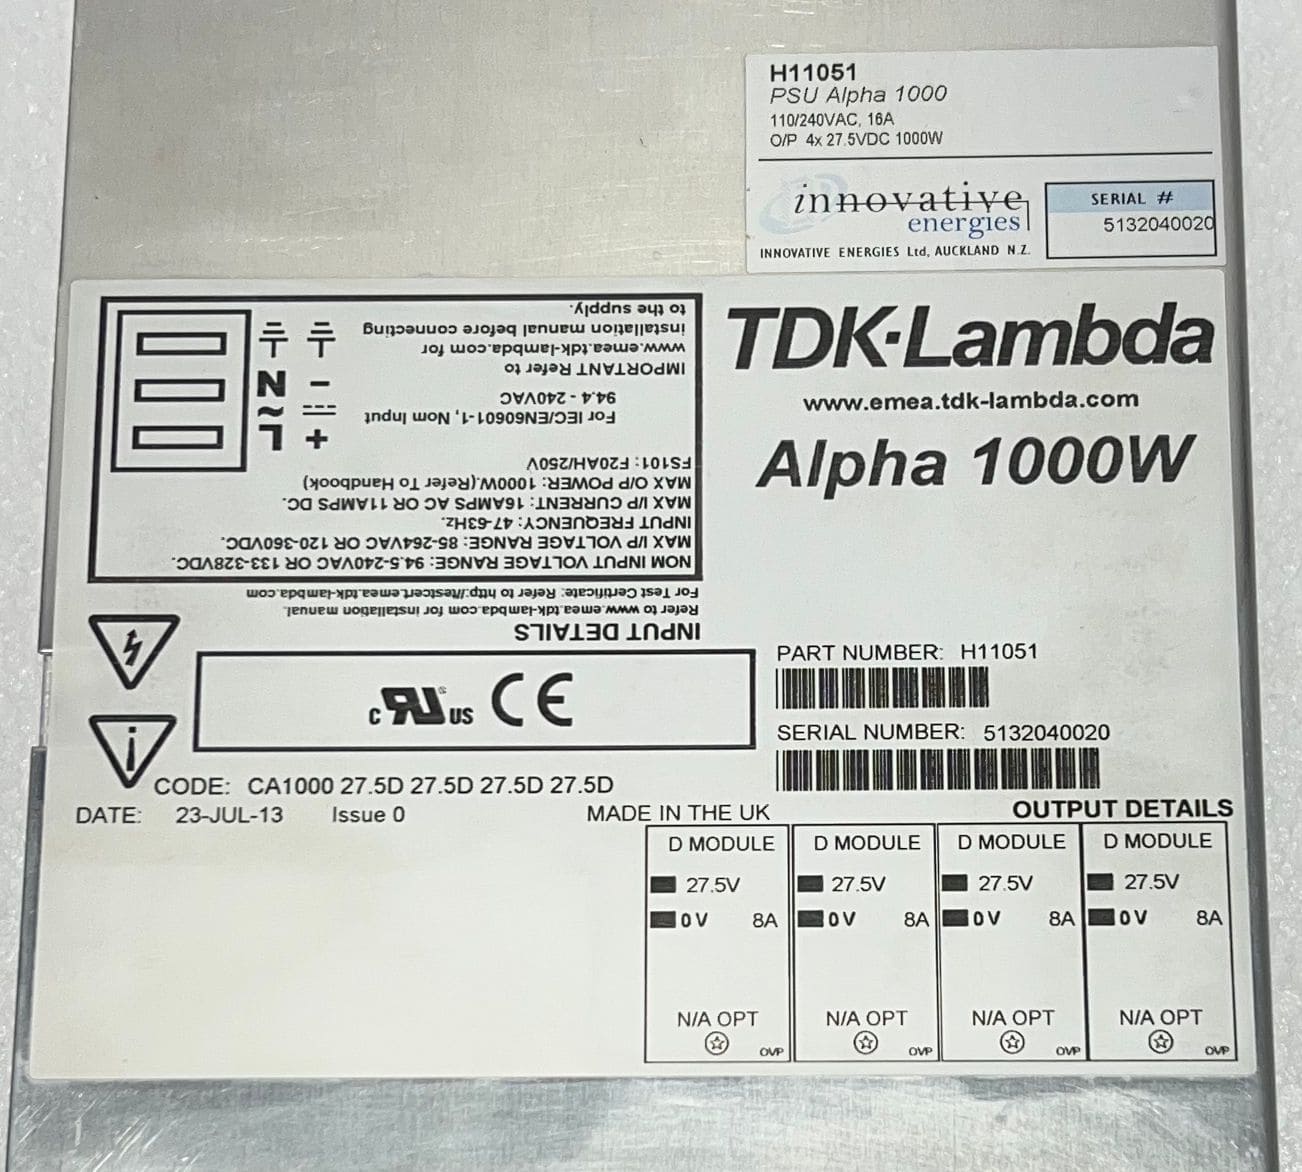 H11051
PSU Alpha 1000
110/240VAC, 16A
O/P 4x 27.5VDC 1000W
innovative
energies
INNOVATIVE ENERGIES Ltd, AUCKLAND N.Z.
SERIAL #
5132040020
TDK·Lambda
www.emea.tdk-lambda.com
Alpha 1000W
INPUT DETAILS
Refer to www.emea.tdk-lambda.com for installation manual.
For Test Certificate: Refer to http://testcert.emea.tdk-lambda.com
NOM INPUT VOLTAGE RANGE: 94.5-240VAC OR 133-328VDC.
MAX I/P VOLTAGE RANGE: 85-264VAC OR 120-360VDC.
INPUT FREQUENCY: 47-63Hz.
MAX I/P CURRENT: 16AMPS AC OR 11AMPS DC.
MAX O/P POWER: 1000W.(Refer To Handbook)
FS101: F20AH/250V
For IEC/EN60601-1, Nom Input
94.4 - 240VAC
IMPORTANT Refer to
www.emea.tdk-lambda.com for
installation manual before connecting
to the supply.
+ L
⎓ ~
- N
⏚ ⏚
i
c RU us CE
PART NUMBER: H11051
SERIAL NUMBER: 5132040020
CODE: CA1000 27.5D 27.5D 27.5D 27.5D
DATE: 23-JUL-13 Issue 0 MADE IN THE UK
OUTPUT DETAILS
D MODULE D MODULE D MODULE D MODULE
27.5V 27.5V 27.5V 27.5V
0V 8A 0V 8A 0V 8A 0V 8A
N/A OPT N/A OPT N/A OPT N/A OPT
OVP OVP OVP OVP